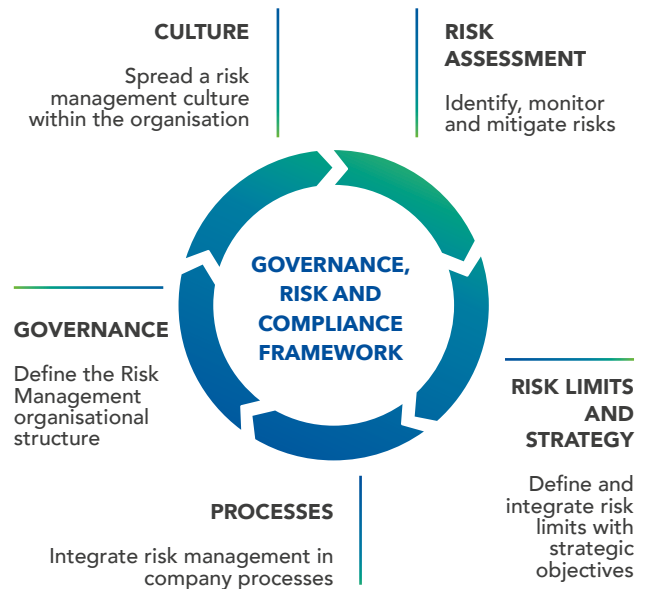 CULTURE
Spread a risk
management culture
within the organisation
RISK
ASSESSMENT
Identify, monitor
and mitigate risks
GOVERNANCE,
RISK AND
COMPLIANCE
FRAMEWORK
GOVERNANCE
Define the Risk
Management
organisational
structure
RISK LIMITS
AND
STRATEGY
Define and
integrate risk
limits with
strategic
objectives
PROCESSES
Integrate risk management in
company processes